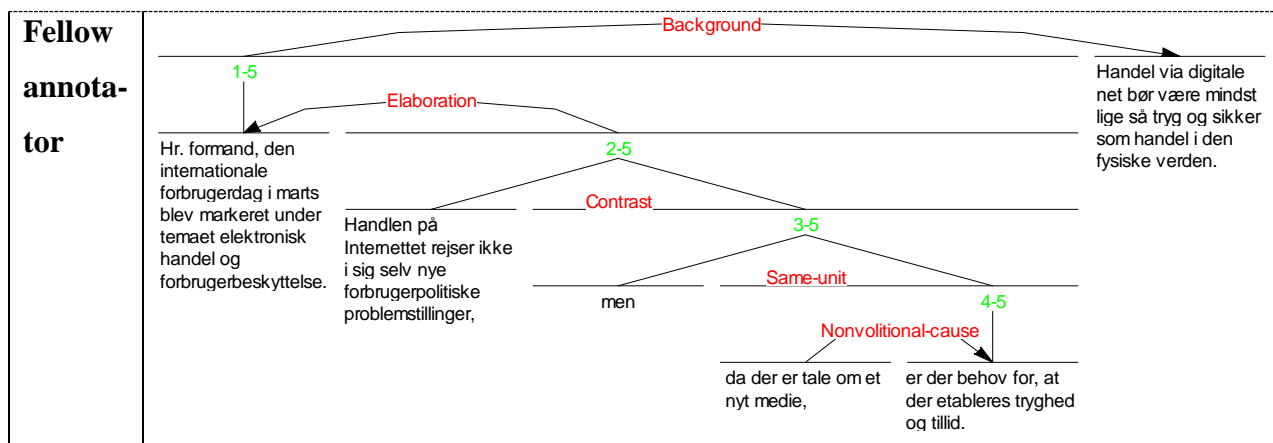 Fellow
annota-
tor
Background
1-5
Elaboration
Hr. formand, den
internationale
forbrugerdag i marts
blev markeret under
temaet elektronisk
handel og
forbrugerbeskyttelse.
2-5
Contrast
Handlen på
Internettet rejser ikke
i sig selv nye
forbrugerpolitiske
problemstillinger,
3-5
Same-unit
men
4-5
Nonvolitional-cause
da der er tale om et
nyt medie,
er der behov for, at
der etableres tryghed
og tillid.
Handel via digitale
net bør være mindst
lige så tryg og sikker
som handel i den
fysiske verden.